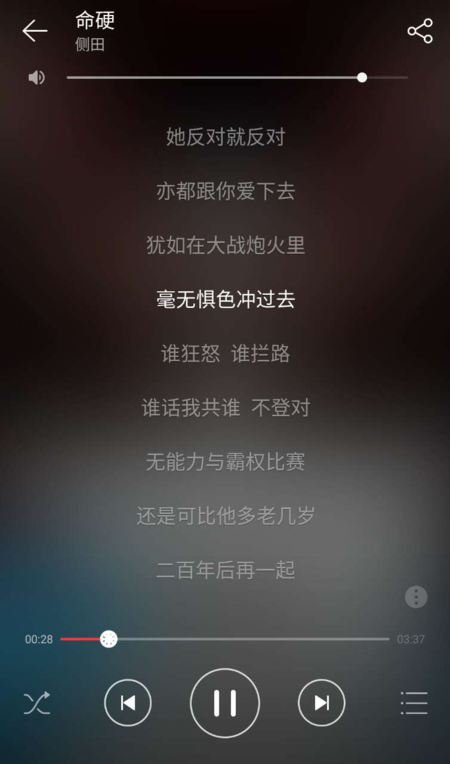 命硬
侧田
她反对就反对
亦都跟你爱下去
犹如在大战炮火里
毫无惧色冲过去
谁狂怒 谁拦路
谁话我共谁 不登对
无能力与霸权比赛
还是可比他多老几岁
二百年后再一起
00:28
03:37